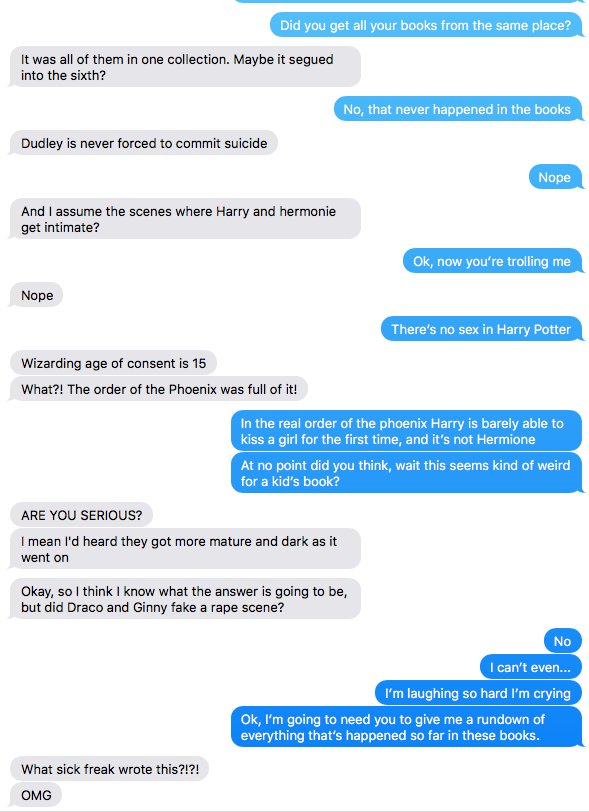 Did you get all your books from the same place?
It was all of them in one collection. Maybe it segued
into the sixth?
No, that never happened in the books
Dudley is never forced to commit suicide
Nope
And I assume the scenes where Harry and hermonie
get intimate?
Ok, now you're trolling me
Nope
There's no sex in Harry Potter
Wizarding age of consent is 15
What?! The order of the Phoenix was full of it!
In the real order of the phoenix Harry is barely able to
kiss a girl for the first time, and it's not Hermione
At no point did you think, wait this seems kind of weird
for a kid's book?
ARE YOU SERIOUS?
I mean I'd heard they got more mature and dark as it
went on
Okay, so I think I know what the answer is going to be,
but did Draco and Ginny fake a rape scene?
No
I can't even...
I'm laughing so hard I'm crying
Ok, I'm going to need you to give me a rundown of
everything that's happened so far in these books.
What sick freak wrote this?!?!
OMG